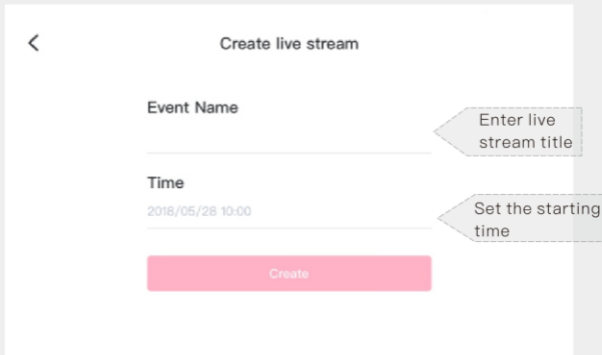 Create live stream
Event Name
Enter live
stream title
Time
2018/05/28 10:00
Set the starting
time
Create